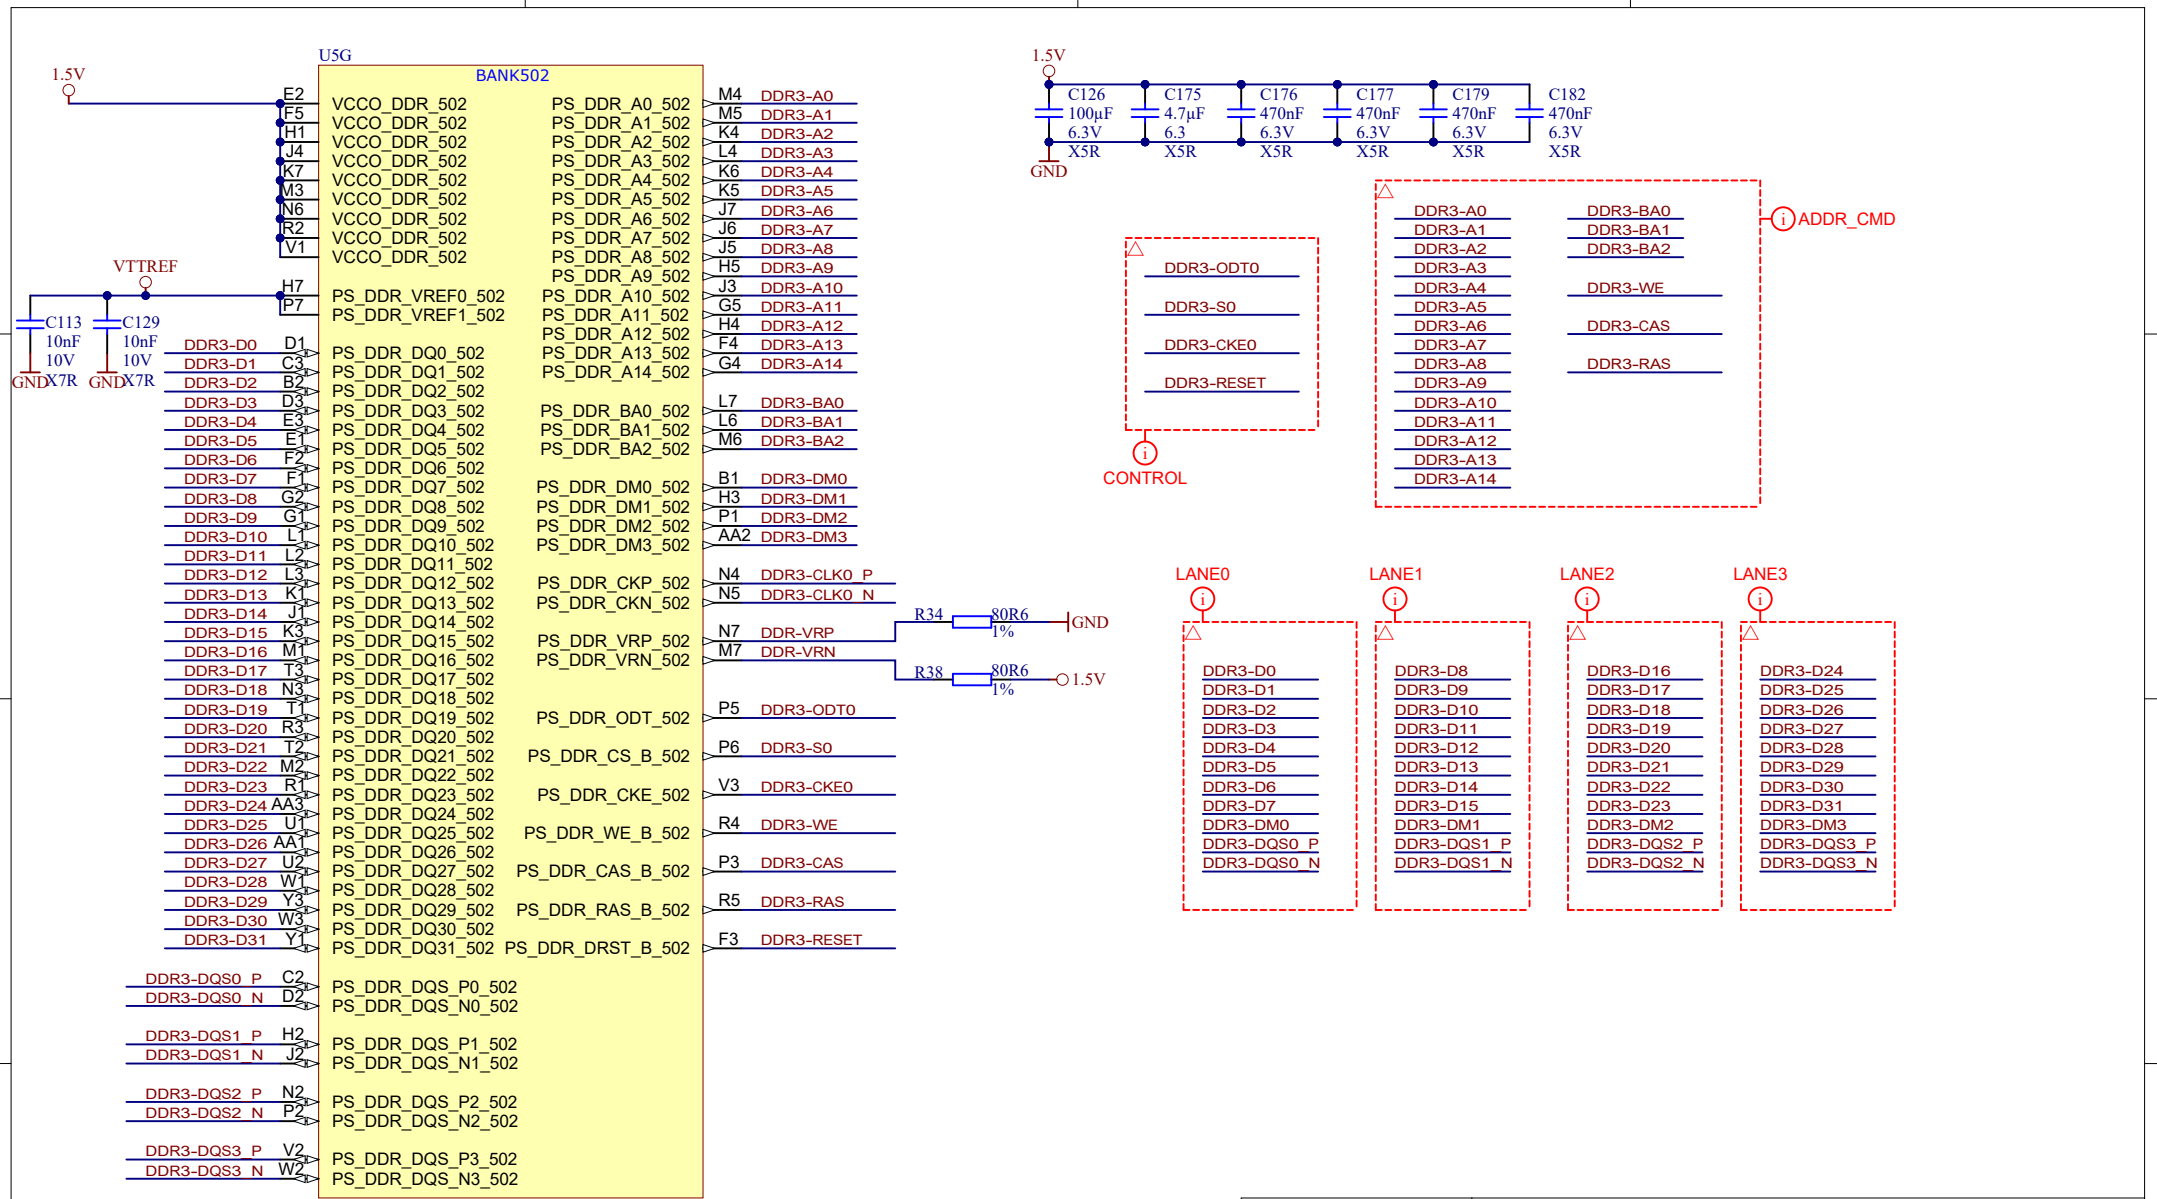 U5G
BANK502
1.5V
E2 VCCO_DDR_502
F5 VCCO_DDR_502
H1 VCCO_DDR_502
J4 VCCO_DDR_502
K7 VCCO_DDR_502
M3 VCCO_DDR_502
N6 VCCO_DDR_502
R2 VCCO_DDR_502
V1 VCCO_DDR_502
VTTREF
H7 PS_DDR_VREF0_502
P7 PS_DDR_VREF1_502
C113
10nF
10V
X7R
GND
C129
10nF
10V
X7R
GND
DDR3-D0 D1 PS_DDR_DQ0_502
DDR3-D1 C3 PS_DDR_DQ1_502
DDR3-D2 B2 PS_DDR_DQ2_502
DDR3-D3 D3 PS_DDR_DQ3_502
DDR3-D4 E3 PS_DDR_DQ4_502
DDR3-D5 E1 PS_DDR_DQ5_502
DDR3-D6 F2 PS_DDR_DQ6_502
DDR3-D7 F1 PS_DDR_DQ7_502
DDR3-D8 G2 PS_DDR_DQ8_502
DDR3-D9 G1 PS_DDR_DQ9_502
DDR3-D10 L1 PS_DDR_DQ10_502
DDR3-D11 L2 PS_DDR_DQ11_502
DDR3-D12 L3 PS_DDR_DQ12_502
DDR3-D13 K1 PS_DDR_DQ13_502
DDR3-D14 J1 PS_DDR_DQ14_502
DDR3-D15 K3 PS_DDR_DQ15_502
DDR3-D16 M1 PS_DDR_DQ16_502
DDR3-D17 T3 PS_DDR_DQ17_502
DDR3-D18 N3 PS_DDR_DQ18_502
DDR3-D19 T1 PS_DDR_DQ19_502
DDR3-D20 R3 PS_DDR_DQ20_502
DDR3-D21 T2 PS_DDR_DQ21_502
DDR3-D22 M2 PS_DDR_DQ22_502
DDR3-D23 R1 PS_DDR_DQ23_502
DDR3-D24 AA3 PS_DDR_DQ24_502
DDR3-D25 U1 PS_DDR_DQ25_502
DDR3-D26 AA1 PS_DDR_DQ26_502
DDR3-D27 U2 PS_DDR_DQ27_502
DDR3-D28 W1 PS_DDR_DQ28_502
DDR3-D29 Y3 PS_DDR_DQ29_502
DDR3-D30 W3 PS_DDR_DQ30_502
DDR3-D31 Y1 PS_DDR_DQ31_502
DDR3-DQS0_P C2 PS_DDR_DQS_P0_502
DDR3-DQS0_N D2 PS_DDR_DQS_N0_502
DDR3-DQS1_P H2 PS_DDR_DQS_P1_502
DDR3-DQS1_N J2 PS_DDR_DQS_N1_502
DDR3-DQS2_P N2 PS_DDR_DQS_P2_502
DDR3-DQS2_N P2 PS_DDR_DQS_N2_502
DDR3-DQS3_P V2 PS_DDR_DQS_P3_502
DDR3-DQS3_N W2 PS_DDR_DQS_N3_502
PS_DDR_A0_502 M4 DDR3-A0
PS_DDR_A1_502 M5 DDR3-A1
PS_DDR_A2_502 K4 DDR3-A2
PS_DDR_A3_502 L4 DDR3-A3
PS_DDR_A4_502 K6 DDR3-A4
PS_DDR_A5_502 K5 DDR3-A5
PS_DDR_A6_502 J7 DDR3-A6
PS_DDR_A7_502 J6 DDR3-A7
PS_DDR_A8_502 J5 DDR3-A8
PS_DDR_A9_502 H5 DDR3-A9
PS_DDR_A10_502 J3 DDR3-A10
PS_DDR_A11_502 G5 DDR3-A11
PS_DDR_A12_502 H4 DDR3-A12
PS_DDR_A13_502 F4 DDR3-A13
PS_DDR_A14_502 G4 DDR3-A14
PS_DDR_BA0_502 L7 DDR3-BA0
PS_DDR_BA1_502 L6 DDR3-BA1
PS_DDR_BA2_502 M6 DDR3-BA2
PS_DDR_DM0_502 B1 DDR3-DM0
PS_DDR_DM1_502 H3 DDR3-DM1
PS_DDR_DM2_502 P1 DDR3-DM2
PS_DDR_DM3_502 AA2 DDR3-DM3
PS_DDR_CKP_502 N4 DDR3-CLK0_P
PS_DDR_CKN_502 N5 DDR3-CLK0_N
PS_DDR_VRP_502 N7 DDR-VRP
PS_DDR_VRN_502 M7 DDR-VRN
R34 80R6 GND
1%
R38 80R6 1.5V
1%
PS_DDR_ODT_502 P5 DDR3-ODT0
PS_DDR_CS_B_502 P6 DDR3-S0
PS_DDR_CKE_502 V3 DDR3-CKE0
PS_DDR_WE_B_502 R4 DDR3-WE
PS_DDR_CAS_B_502 P3 DDR3-CAS
PS_DDR_RAS_B_502 R5 DDR3-RAS
PS_DDR_DRST_B_502 F3 DDR3-RESET
1.5V
C126
100µF
6.3V
X5R
C175
4.7µF
6.3
X5R
C176
470nF
6.3V
X5R
C177
470nF
6.3V
X5R
C179
470nF
6.3V
X5R
C182
470nF
6.3V
X5R
GND
DDR3-ODT0
DDR3-S0
DDR3-CKE0
DDR3-RESET
i
CONTROL
DDR3-A0
DDR3-A1
DDR3-A2
DDR3-A3
DDR3-A4
DDR3-A5
DDR3-A6
DDR3-A7
DDR3-A8
DDR3-A9
DDR3-A10
DDR3-A11
DDR3-A12
DDR3-A13
DDR3-A14
DDR3-BA0
DDR3-BA1
DDR3-BA2
DDR3-WE
DDR3-CAS
DDR3-RAS
i ADDR_CMD
LANE0
i
DDR3-D0
DDR3-D1
DDR3-D2
DDR3-D3
DDR3-D4
DDR3-D5
DDR3-D6
DDR3-D7
DDR3-DM0
DDR3-DQS0_P
DDR3-DQS0_N
LANE1
i
DDR3-D8
DDR3-D9
DDR3-D10
DDR3-D11
DDR3-D12
DDR3-D13
DDR3-D14
DDR3-D15
DDR3-DM1
DDR3-DQS1_P
DDR3-DQS1_N
LANE2
i
DDR3-D16
DDR3-D17
DDR3-D18
DDR3-D19
DDR3-D20
DDR3-D21
DDR3-D22
DDR3-D23
DDR3-DM2
DDR3-DQS2_P
DDR3-DQS2_N
LANE3
i
DDR3-D24
DDR3-D25
DDR3-D26
DDR3-D27
DDR3-D28
DDR3-D29
DDR3-D30
DDR3-D31
DDR3-DM3
DDR3-DQS3_P
DDR3-DQS3_N